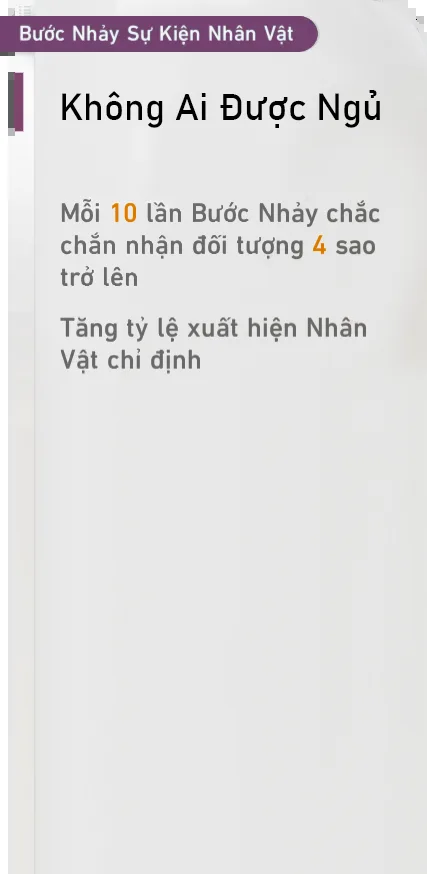 Bước Nhảy Sự Kiện Nhân Vật
Không Ai Được Ngủ
Mỗi 10 lần Bước Nhảy chắc
chắn nhận đối tượng 4 sao
trở lên
Tăng tỷ lệ xuất hiện Nhân
Vật chỉ định